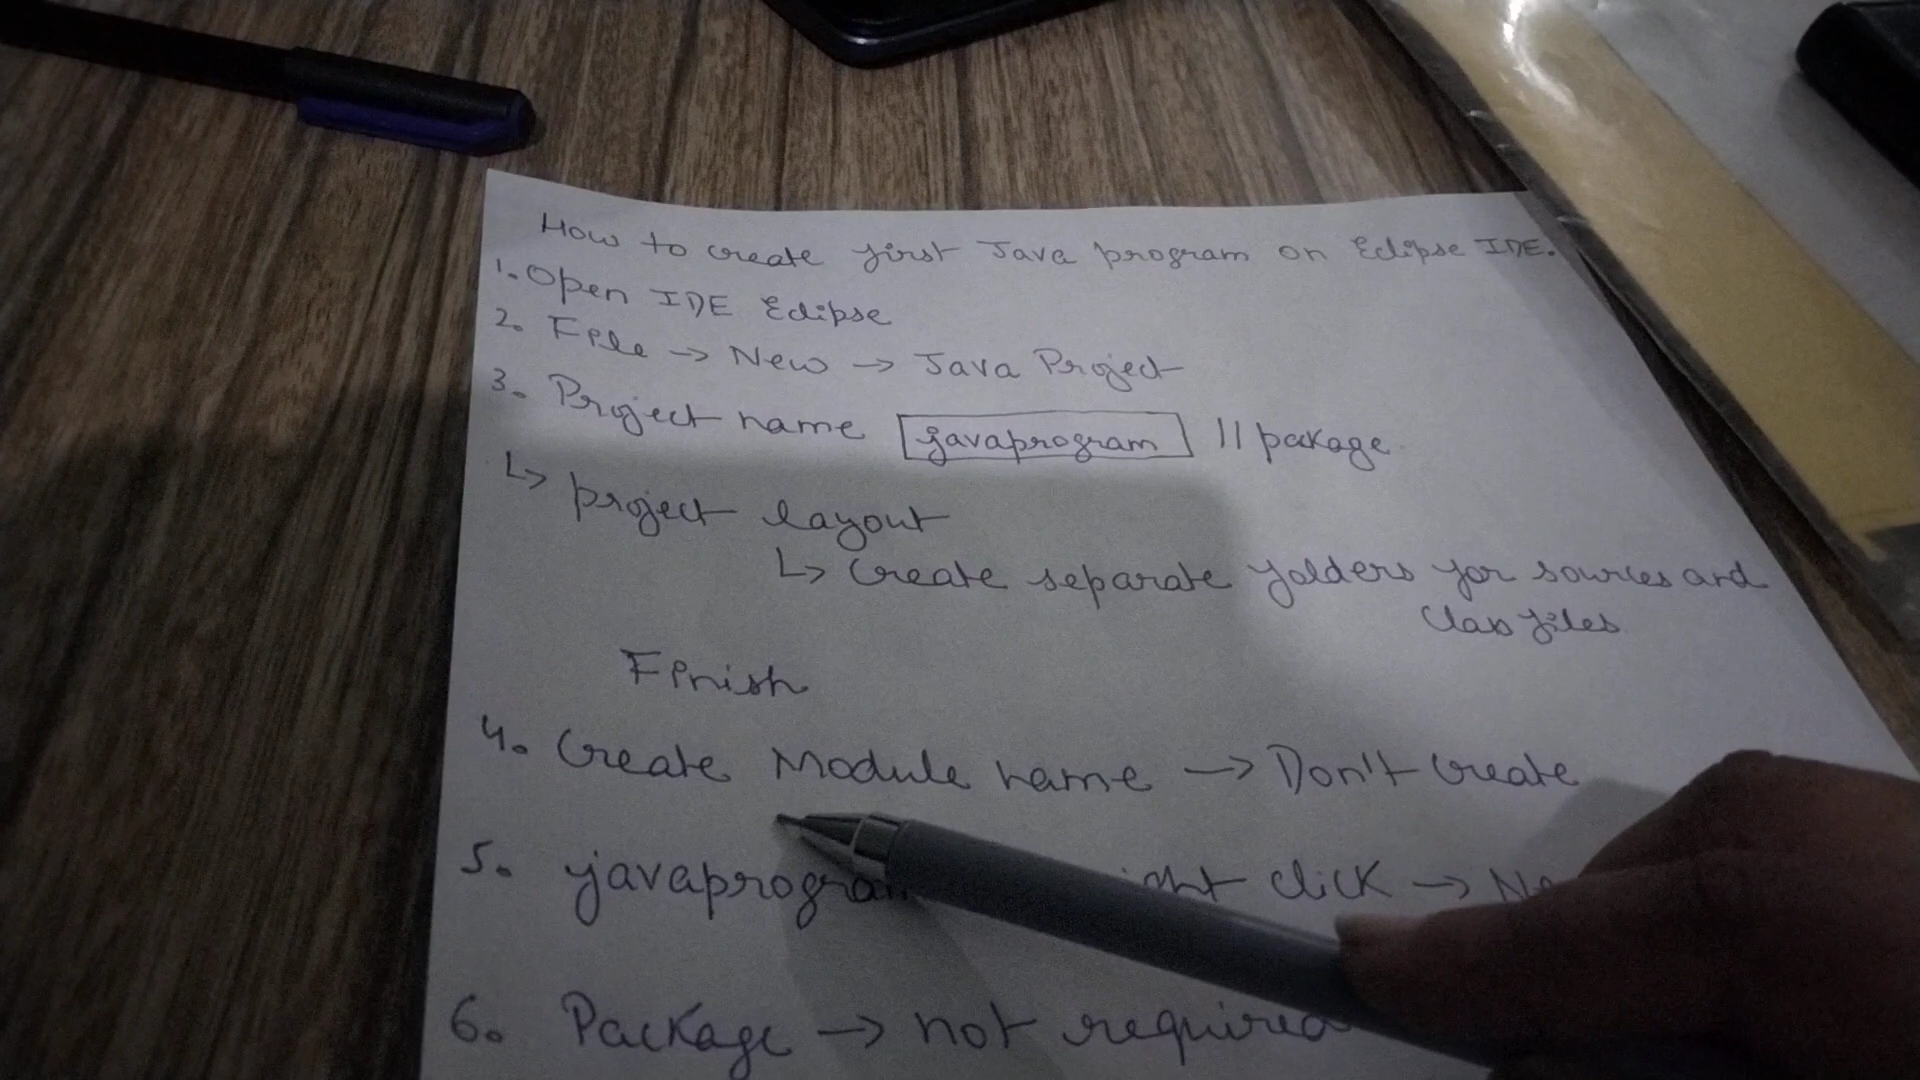 How to create first Java program on Eclipse IDE.
1. Open IDE Eclipse
2. File → New → Java Project
3. Project name javaprogram // package
↳ project layout
↳ Create separate folders for sources and
class files
Finish
4. Create Module name → Don't create
5. click →
6. Package → not required